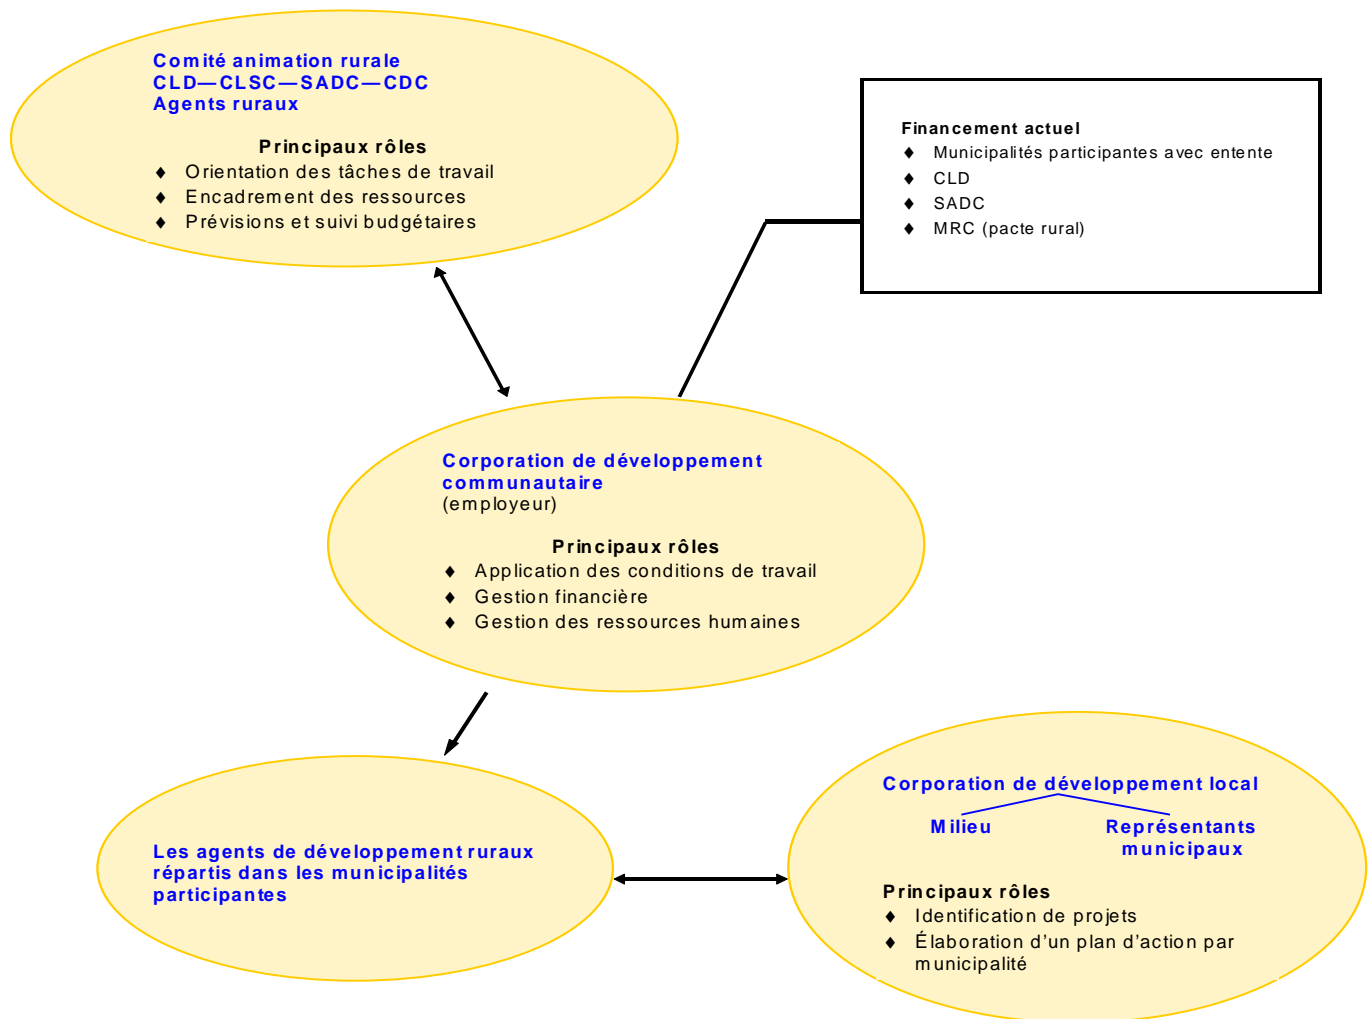 Comité animation rurale
CLD—CLSC—SADC—CDC
Agents ruraux
Principaux rôles
♦ Orientation des tâches de travail
♦ Encadrement des ressources
♦ Prévisions et suivi budgétaires
Financement actuel
♦ Municipalités participantes avec entente
♦ CLD
♦ SADC
♦ MRC (pacte rural)
Corporation de développement
communautaire
(employeur)
Principaux rôles
♦ Application des conditions de travail
♦ Gestion financière
♦ Gestion des ressources humaines
Les agents de développement ruraux
répartis dans les municipalités
participantes
Corporation de développement local
Milieu
Représentants
municipaux
Principaux rôles
♦ Identification de projets
♦ Élaboration d’un plan d’action par
municipalité